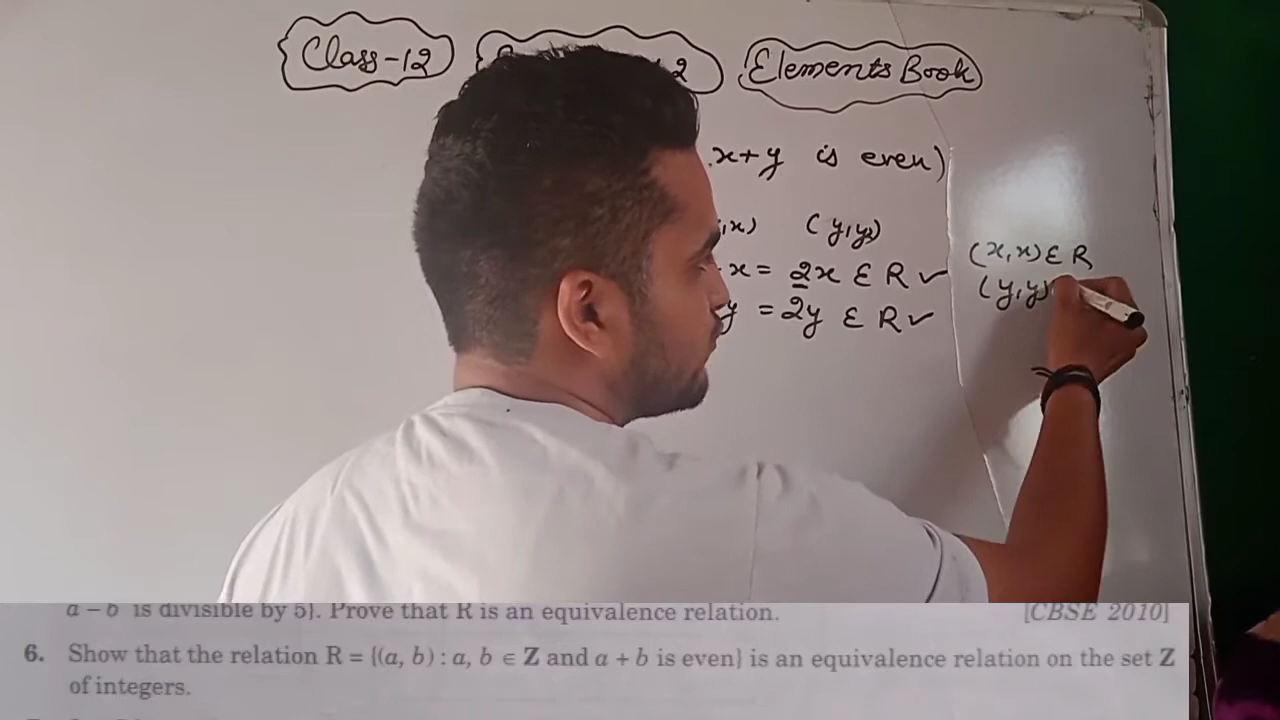 Class-12 2 Elements Book
x+y is even)
,x) (y,y)
x = 2x ε R ✓ (x,x) ε R
y = 2y ε R ✓ (y,y)
a − b is divisible by 5}. Prove that R is an equivalence relation. [CBSE 2010]
6. Show that the relation R = {(a, b) : a, b ∈ Z and a + b is even} is an equivalence relation on the set Z
of integers.